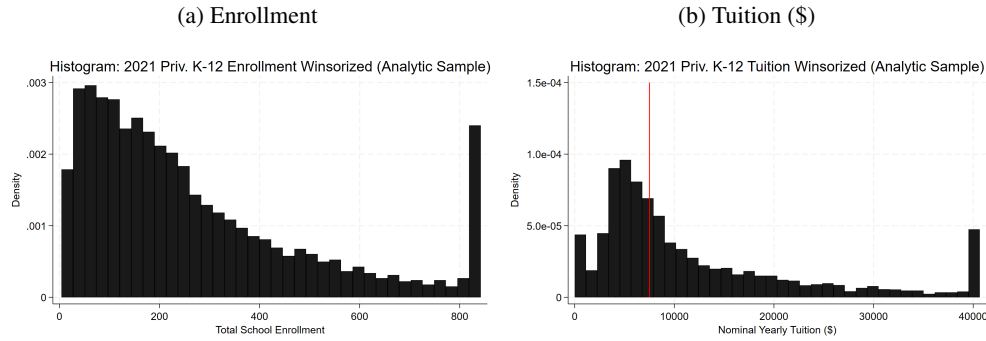 (a) Enrollment
Histogram: 2021 Priv. K-12 Enrollment Winsorized (Analytic Sample)
.003
.002
.001
0
Density
0 200 400 600 800
Total School Enrollment
(b) Tuition ($)
Histogram: 2021 Priv. K-12 Tuition Winsorized (Analytic Sample)
1.5e-04
1.0e-04
5.0e-05
0
Density
0 10000 20000 30000 40000
Nominal Yearly Tuition ($)